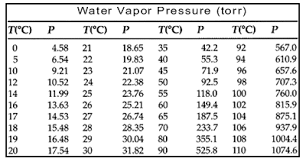 Water Vapor Pressure (torr)
T(°C) P T(°C) P T(°C) P T(°C) P
0 4.58 21 18.65 35 42.2 92 567.0
5 6.54 22 19.83 40 55.3 94 610.9
10 9.21 23 21.07 45 71.9 96 657.6
12 10.52 24 22.38 50 92.5 98 707.3
14 11.99 25 23.76 55 118.0 100 760.0
16 13.63 26 25.21 60 149.4 102 815.9
17 14.53 27 26.74 65 187.5 104 875.1
18 15.48 28 28.35 70 233.7 106 937.9
19 16.48 29 30.04 80 355.1 108 1004.4
20 17.54 30 31.82 90 525.8 110 1074.6